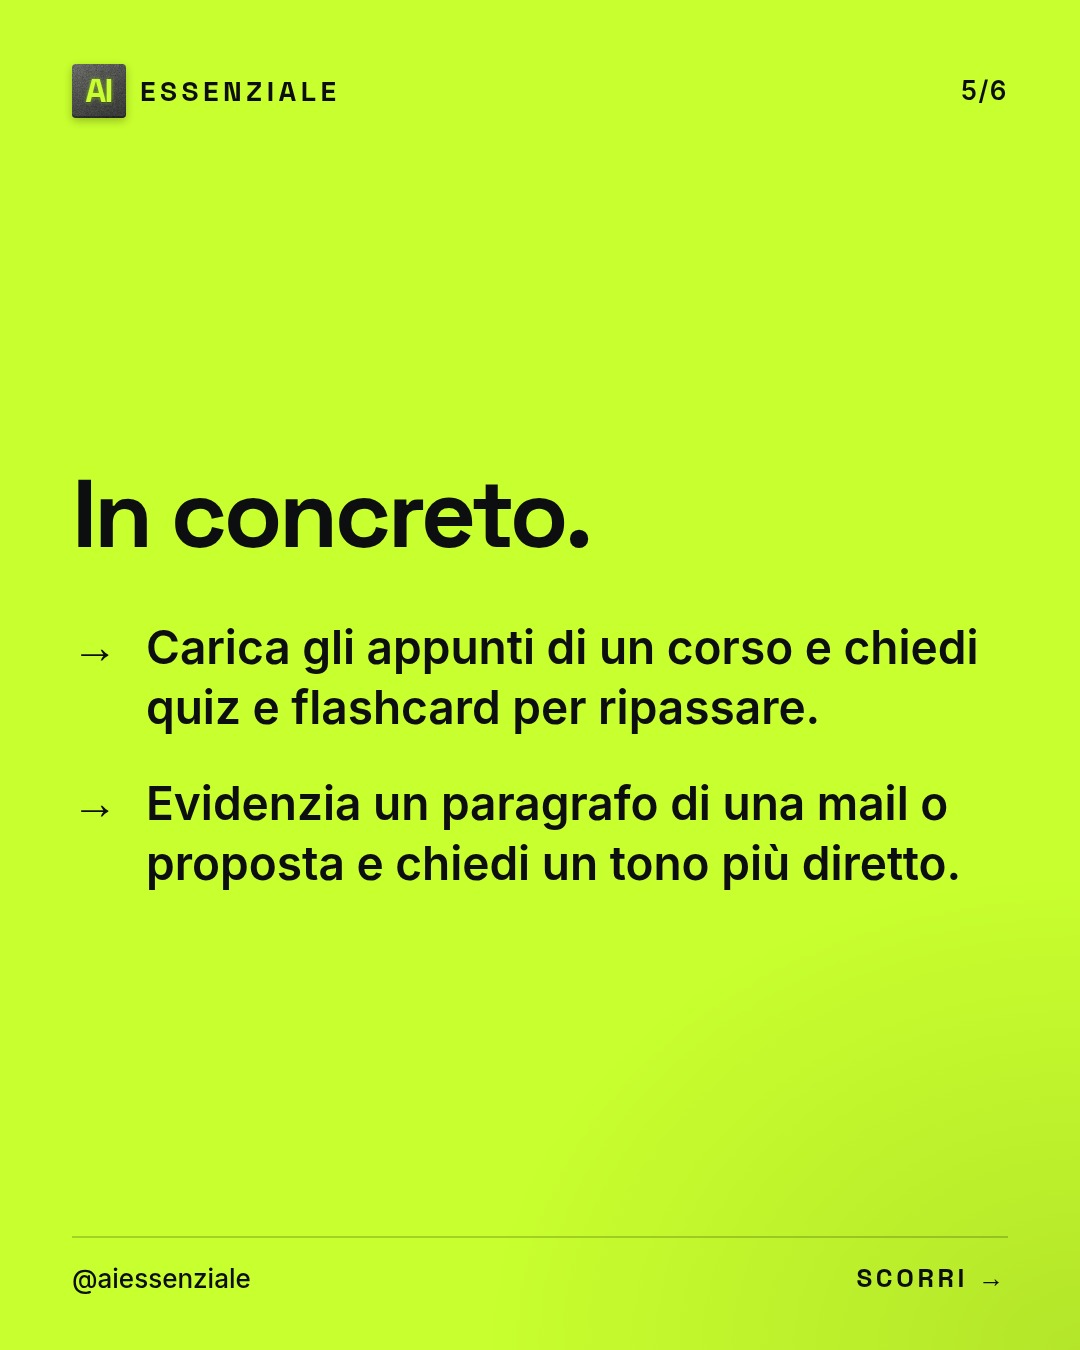 AI ESSENZIALE
5/6
In concreto.
→ Carica gli appunti di un corso e chiedi
quiz e flashcard per ripassare.
→ Evidenzia un paragrafo di una mail o
proposta e chiedi un tono più diretto.
@aiessenziale
SCORRI →